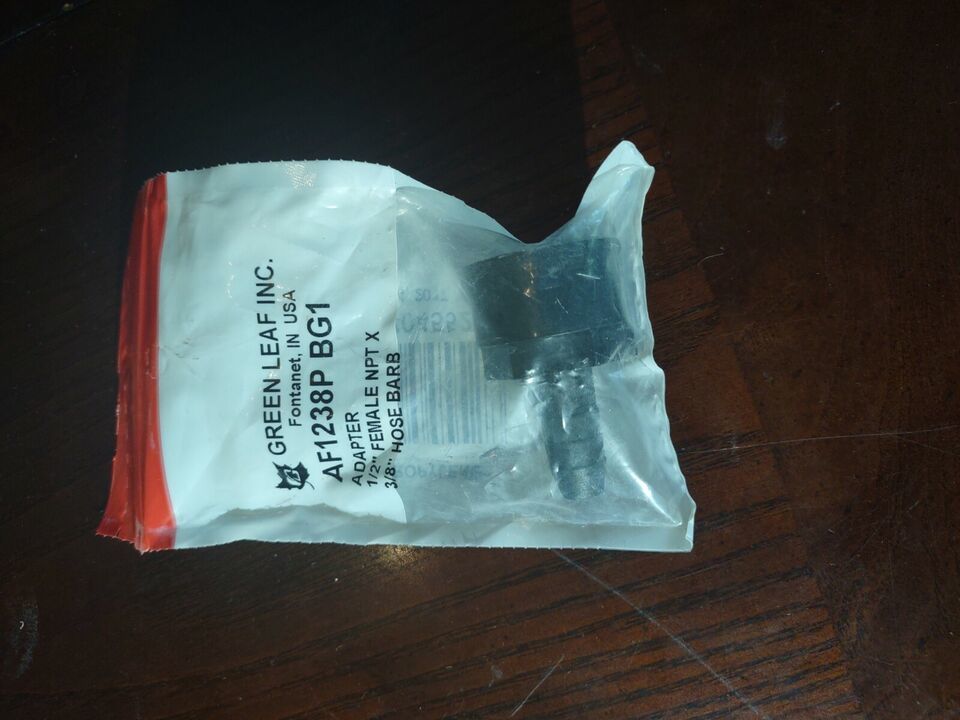 GREEN LEAF INC.
Fontanet, IN USA
AF1238P BG1
ADAPTER
1/2" FEMALE NPT X
3/8" HOSE BARB